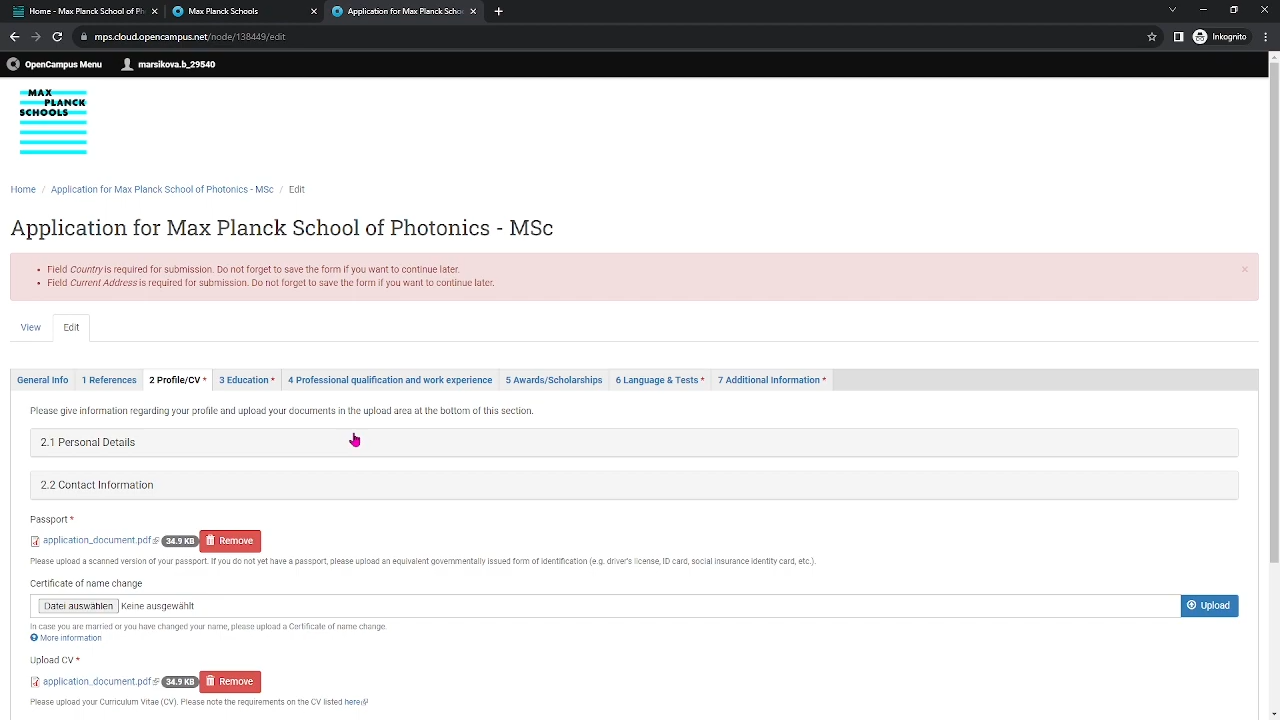 Home - Application for Max Planck School of Ph
Max Planck Schools
Application for Max Planck Schoo
mps.cloud.opencampus.net/node/138449/edit
Inkognito
OpenCampus Menu
marsikova.b_29540
MAX
PLANCK
SCHOOLS
Home / Application for Max Planck School of Photonics - MSc / Edit
Application for Max Planck School of Photonics - MSc
• Field Country is required for submission. Do not forget to save the form if you want to continue later.
• Field Current Address is required for submission. Do not forget to save the form if you want to continue later.
×
View
Edit
General Info
1 References
2 Profile/CV *
3 Education *
4 Professional qualification and work experience
5 Awards/Scholarships
6 Language & Tests *
7 Additional Information *
Please give information regarding your profile and upload your documents in the upload area at the bottom of this section.
2.1 Personal Details
2.2 Contact Information
Passport *
application_document.pdf 34.9 KB Remove
Please upload a scanned version of your passport. If you do not yet have a passport, please upload an equivalent governmentally issued form of identification (e.g. driver's license, ID card, social insurance identity card, etc.).
Certificate of name change
Datei auswählen Keine ausgewählt
Upload
In case you are married or you have changed your name, please upload a Certificate of name change.
More information
Upload CV *
application_document.pdf 34.9 KB Remove
Please upload your Curriculum Vitae (CV). Please note the requirements on the CV listed here